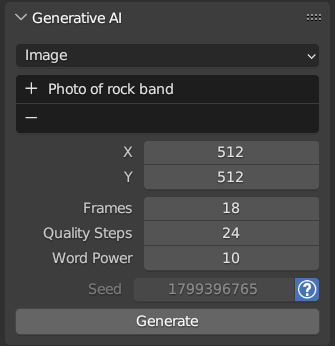 Generative AI
Image
+ Photo of rock band
−
X 512
Y 512
Frames 18
Quality Steps 24
Word Power 10
Seed 1799396765 ?
Generate